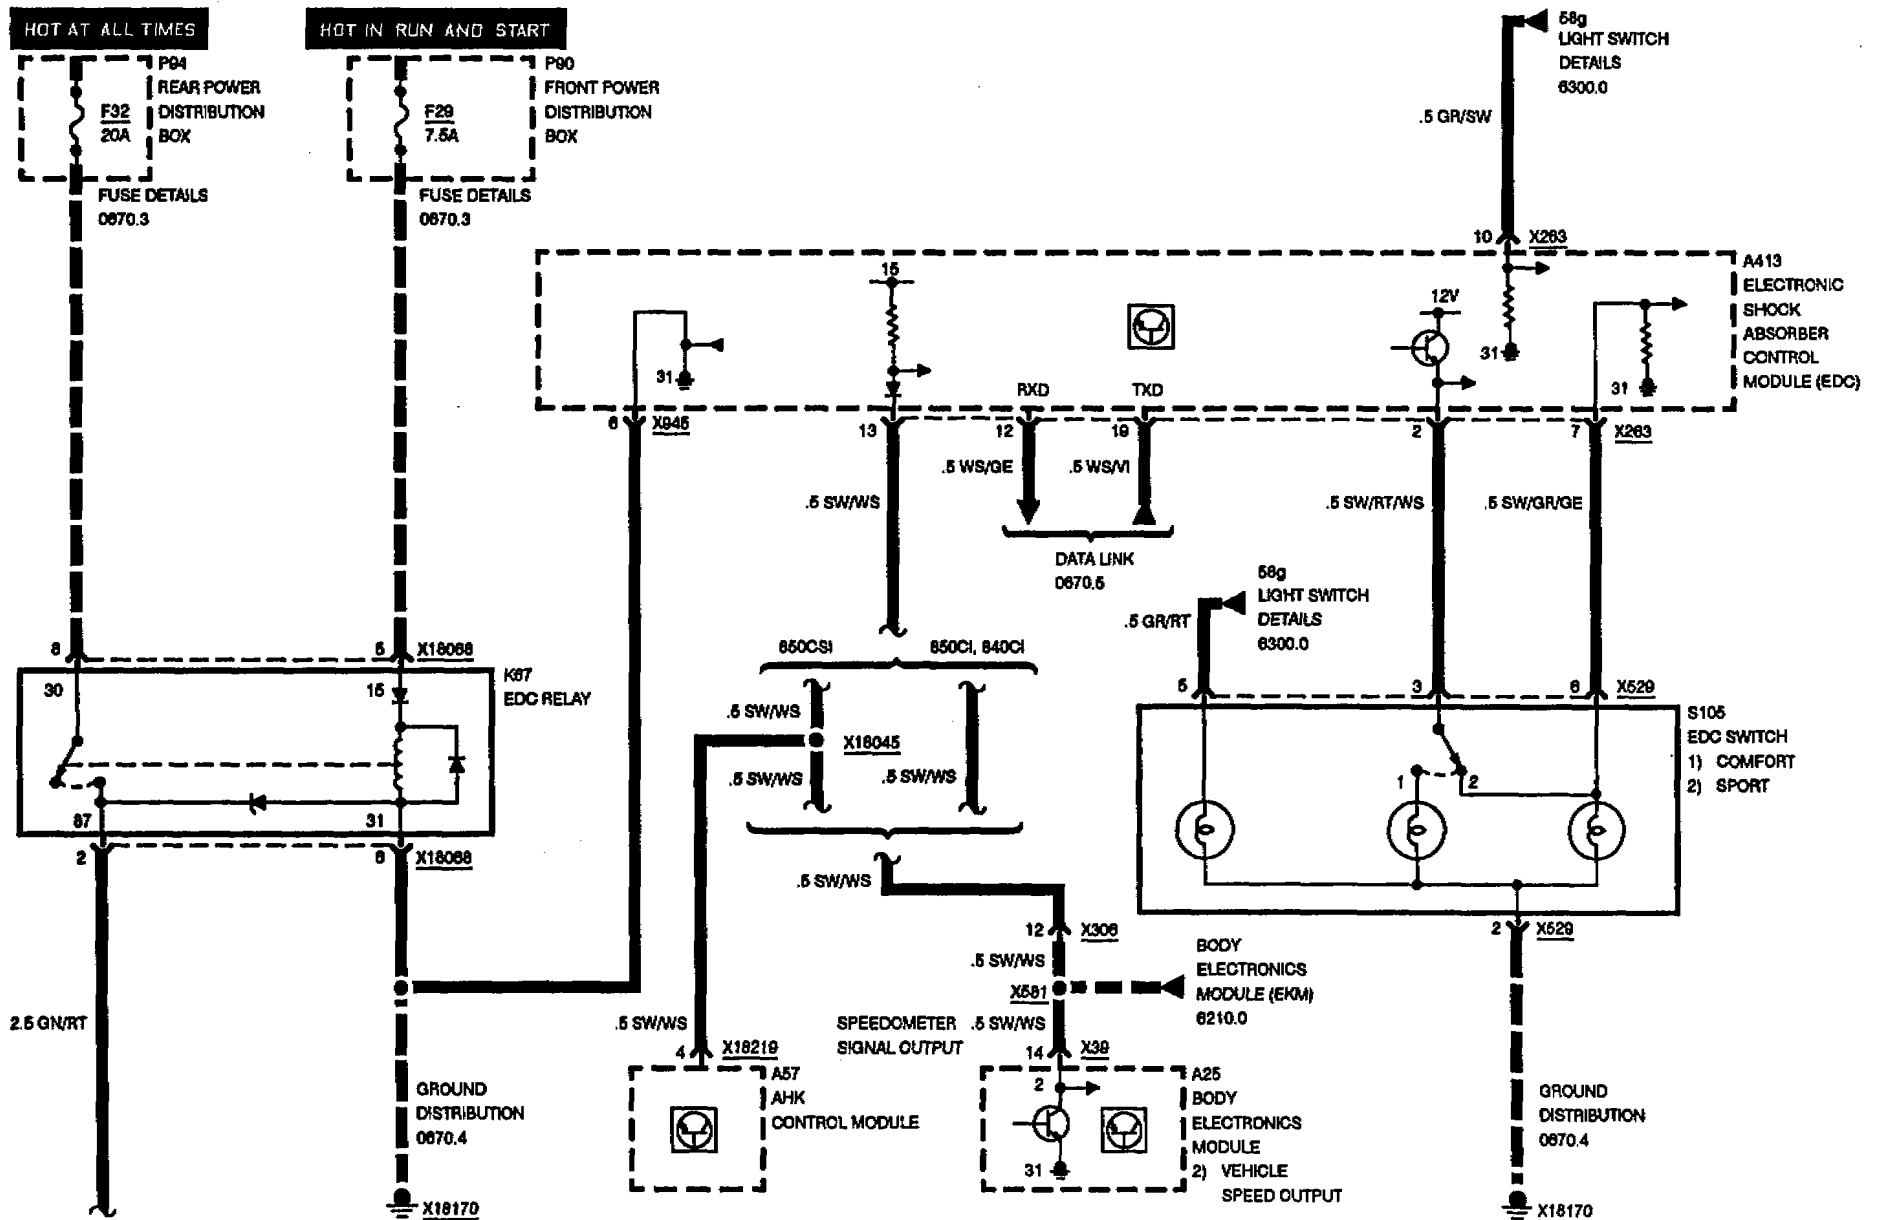 HOT AT ALL TIMES
HOT IN RUN AND START
P94
REAR POWER
DISTRIBUTION
BOX
F32
20A
FUSE DETAILS
0670.3
P90
FRONT POWER
DISTRIBUTION
BOX
F29
7.5A
FUSE DETAILS
0670.3
58g
LIGHT SWITCH
DETAILS
6300.0
.5 GR/SW
10
X263
A413
ELECTRONIC
SHOCK
ABSORBER
CONTROL
MODULE (EDC)
15
12V
31
31
31
RXD
TXD
6
X945
13
12
19
2
7
X263
.5 WS/GE
.5 WS/VI
.5 SW/WS
.5 SW/RT/WS
.5 SW/GR/GE
DATA LINK
0670.5
58g
LIGHT SWITCH
DETAILS
6300.0
.5 GR/RT
8
5
X18068
K67
EDC RELAY
30
15
87
31
2
6
X18068
850CSI
850CI, 840CI
.5 SW/WS
X18045
.5 SW/WS
.5 SW/WS
5
3
6
X529
S105
EDC SWITCH
1) COMFORT
2) SPORT
1
2
.5 SW/WS
12
X306
2
X529
.5 SW/WS
BODY
ELECTRONICS
MODULE (EKM)
6210.0
X581
2.5 GN/RT
.5 SW/WS
SPEEDOMETER
SIGNAL OUTPUT
.5 SW/WS
4
X18219
14
X39
A57
AHK
CONTROL MODULE
2
31
A25
BODY
ELECTRONICS
MODULE
2) VEHICLE
SPEED OUTPUT
GROUND
DISTRIBUTION
0670.4
X18170
GROUND
DISTRIBUTION
0670.4
X18170